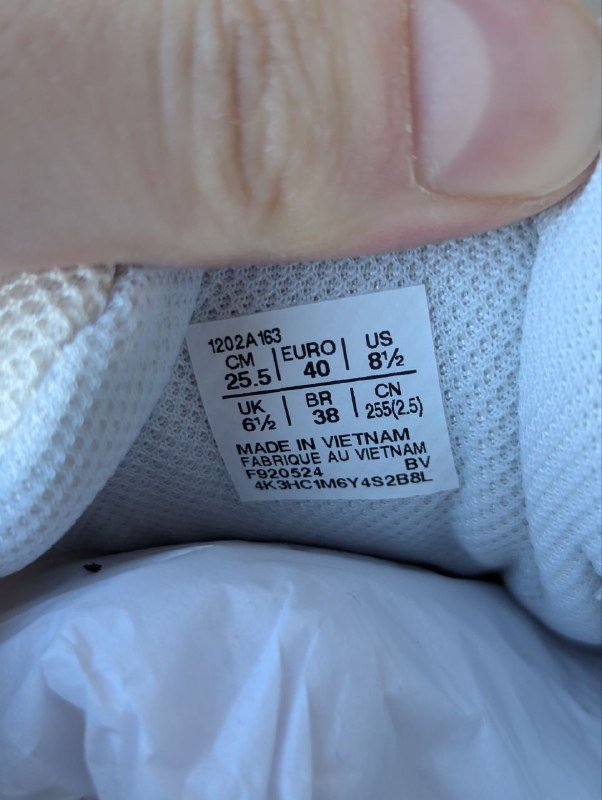 1202A163
CM | EURO | US
25.5 | 40 | 8½
UK | BR | CN
6½ | 38 | 255(2.5)
MADE IN VIETNAM
FABRIQUE AU VIETNAM
F920524 BV
4K3HC1M6Y4S2B8L